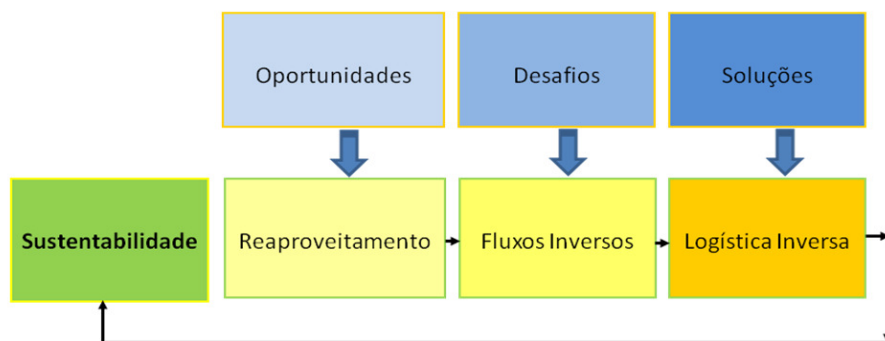 Oportunidades
Desafios
Soluções
Sustentabilidade
Reaproveitamento
Fluxos Inversos
Logística Inversa